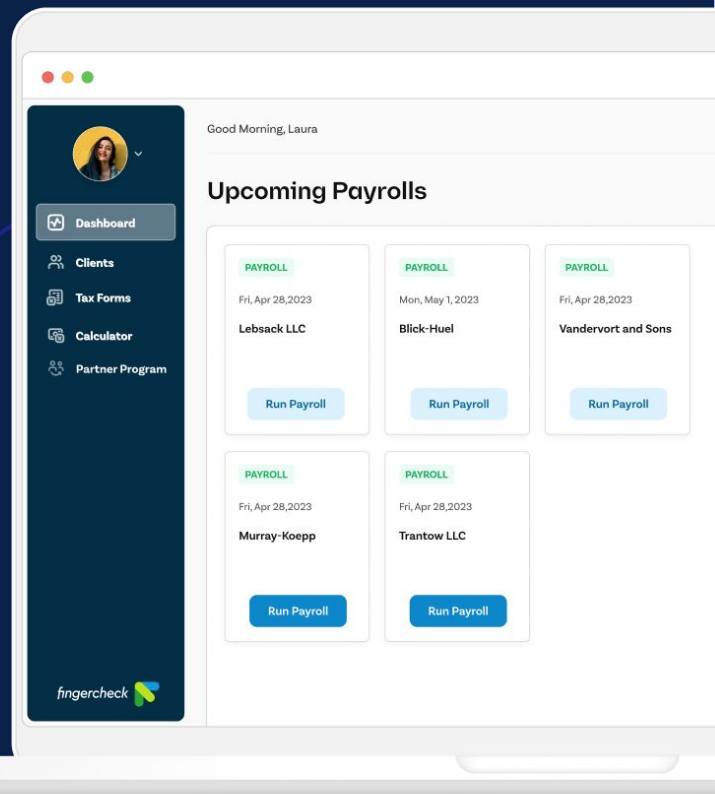 Good Morning, Laura
Upcoming Payrolls
Dashboard
Clients
Tax Forms
Calculator
Partner Program
PAYROLL
Fri, Apr 28,2023
Lebsack LLC
Run Payroll
PAYROLL
Mon, May 1, 2023
Blick-Huel
Run Payroll
PAYROLL
Fri, Apr 28,2023
Vandervort and Sons
Run Payroll
PAYROLL
Fri, Apr 28,2023
Murray-Koepp
Run Payroll
PAYROLL
Fri, Apr 28,2023
Trantow LLC
Run Payroll
fingercheck